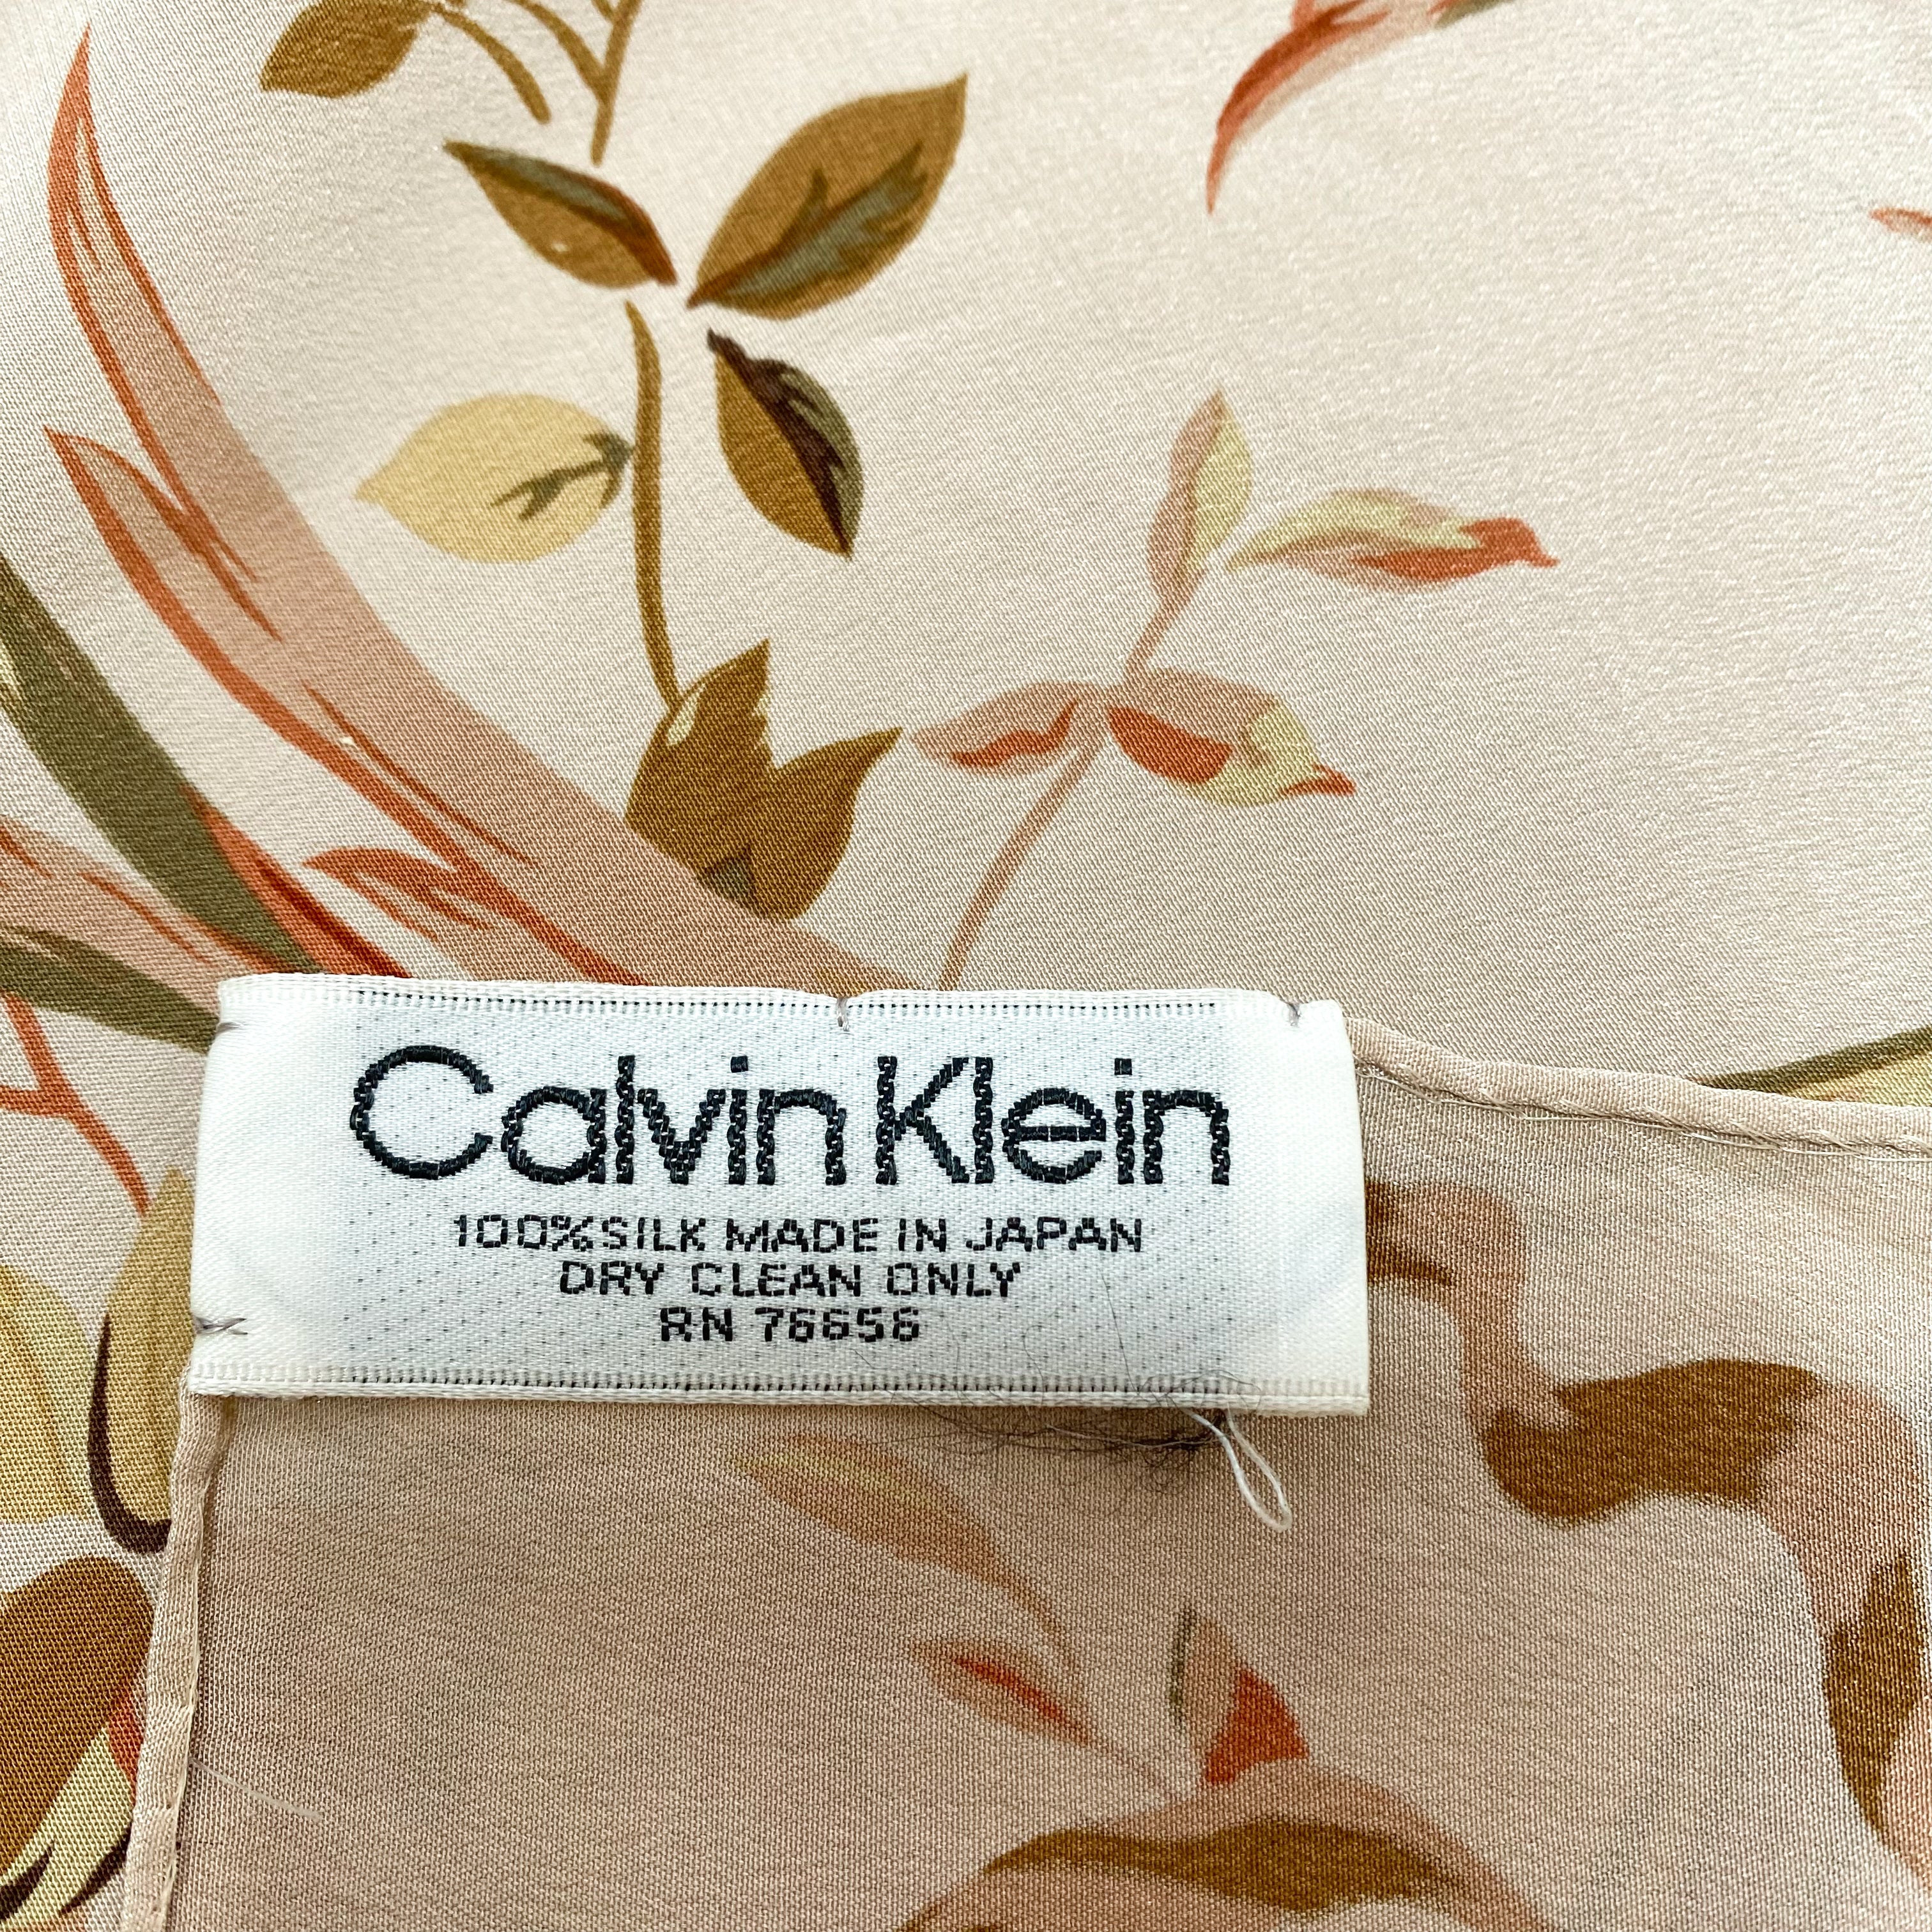 Calvin Klein
100% SILK MADE IN JAPAN
DRY CLEAN ONLY
RN 76656